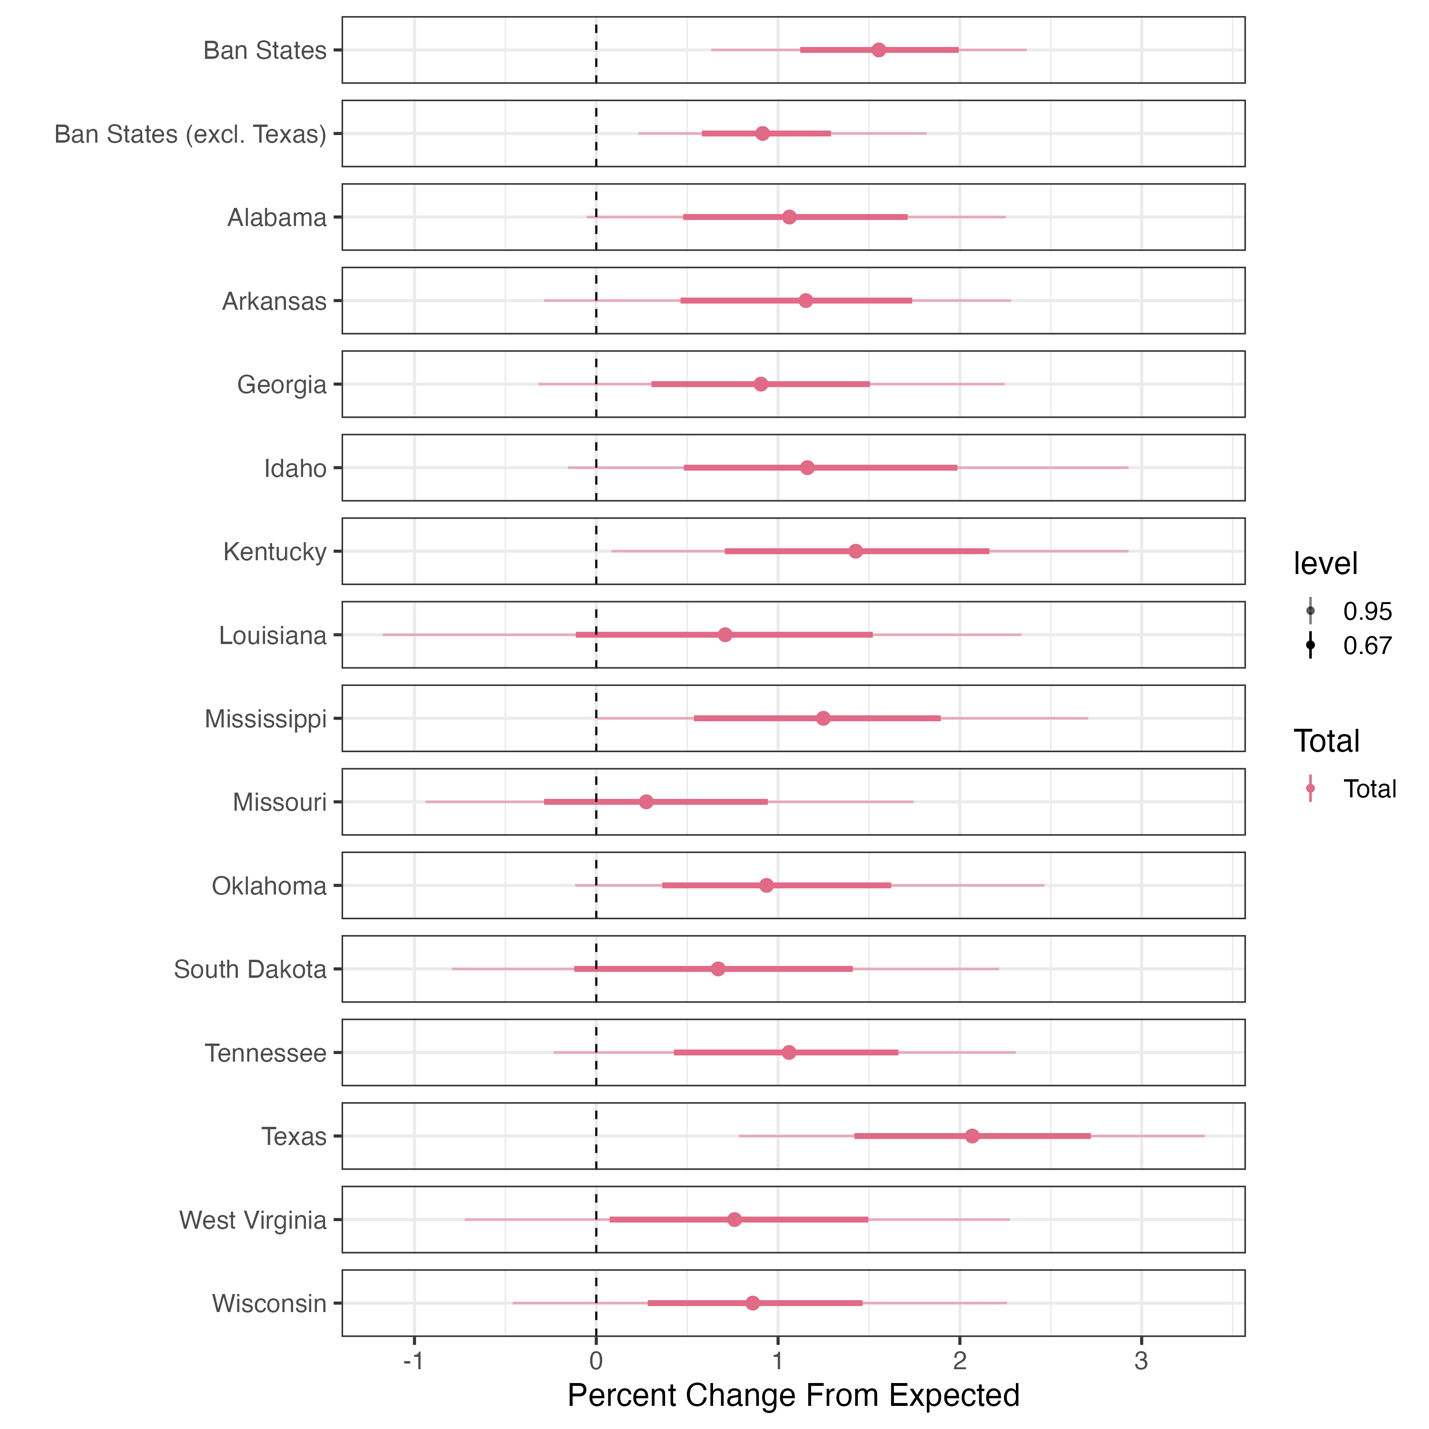 Ban States
Ban States (excl. Texas)
Alabama
Arkansas
Georgia
Idaho
Kentucky
Louisiana
Mississippi
Missouri
Oklahoma
South Dakota
Tennessee
Texas
West Virginia
Wisconsin
-1 0 1 2 3
Percent Change From Expected
level
0.95
0.67
Total
Total